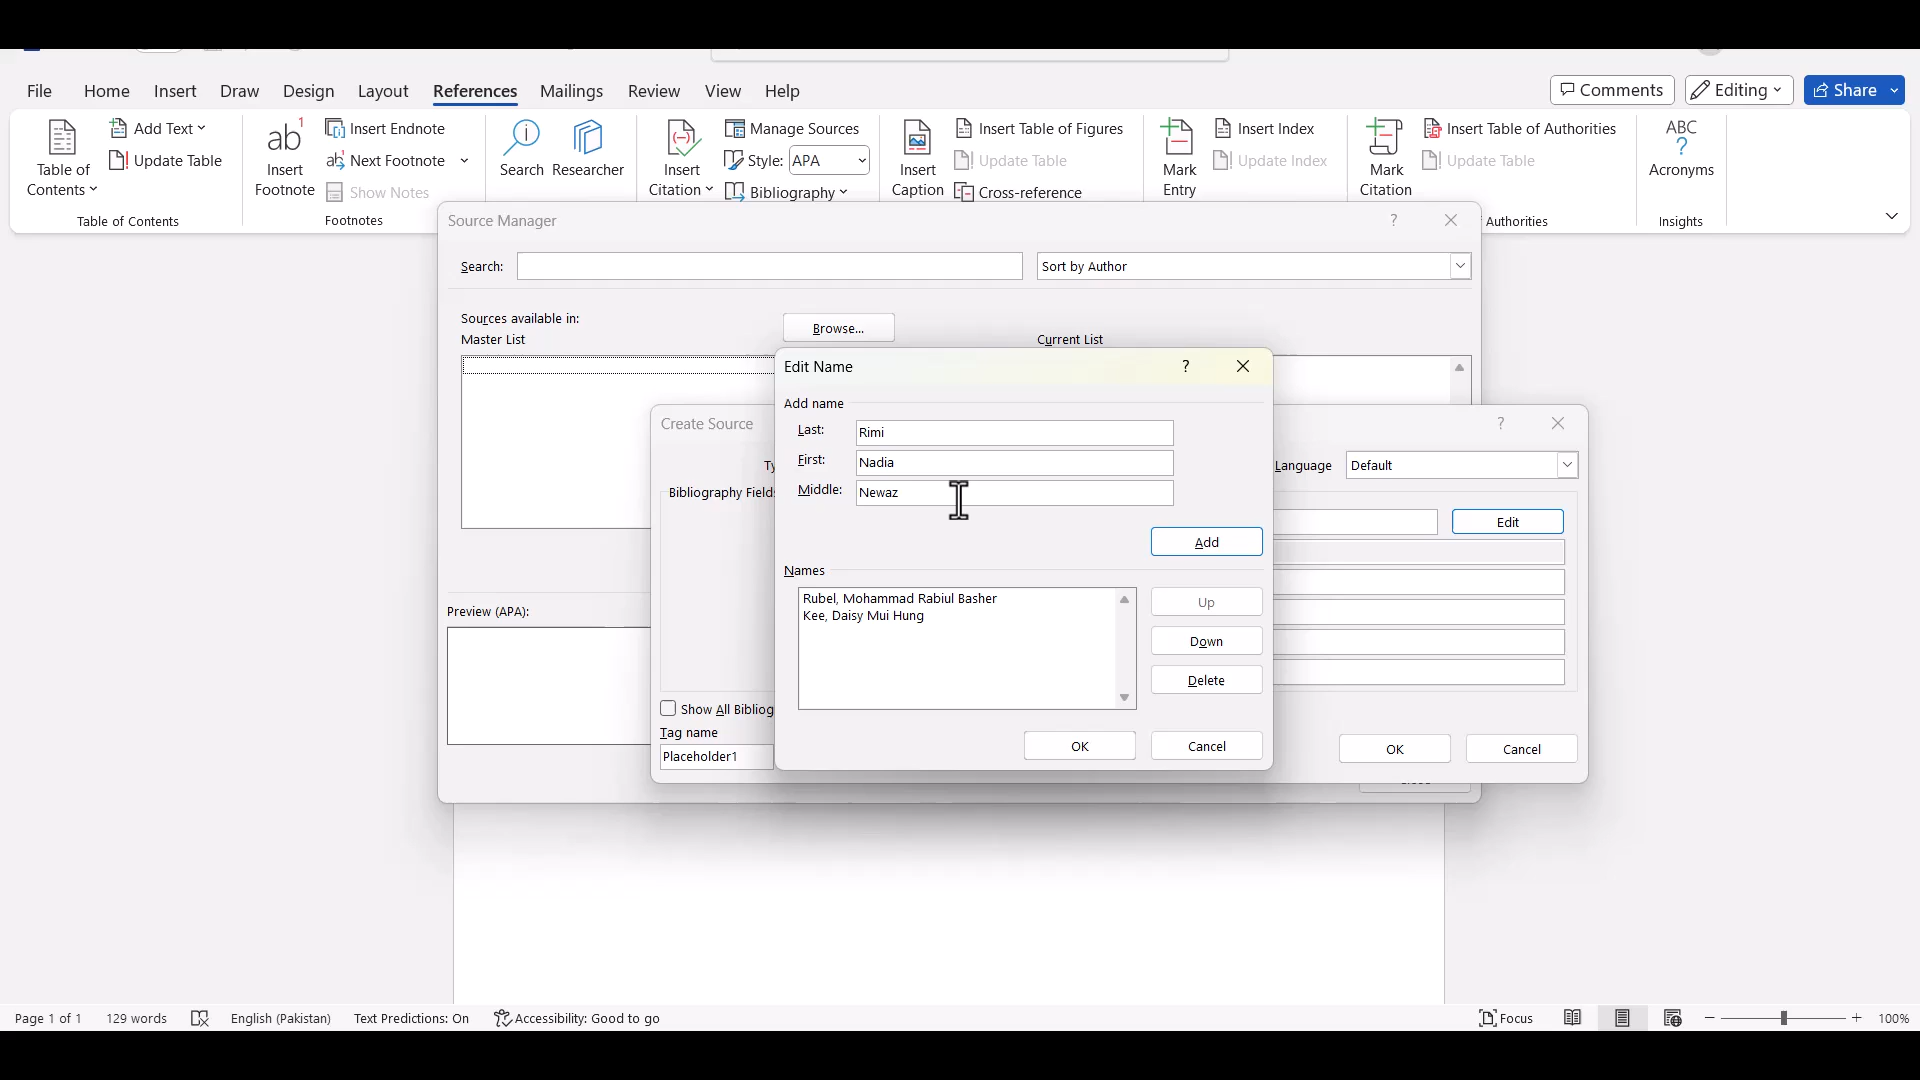 File Home Insert Draw Design Layout References Mailings Review View Help Comments Editing Share
Table of Contents
Add Text
Update Table
Table of Contents
ab 1
Insert Footnote
Insert Endnote
ab Next Footnote
Show Notes
Footnotes
Search
Researcher
Insert Citation
Manage Sources
Style: APA
Bibliography
Insert Caption
Insert Table of Figures
Update Table
Cross-reference
Mark Entry
Insert Index
Update Index
Mark Citation
Insert Table of Authorities
Update Table
Authorities
ABC ?
Acronyms
Insights
Source Manager ?
Search: Sort by Author
Sources available in:
Master List
Browse...
Current List
Preview (APA):
Create Source ?
Ty
Language Default
Bibliography Fields
Edit
Show All Bibliog
Tag name
Placeholder1
OK Cancel
Edit Name ?
Add name
Last: Rimi
First: Nadia
Middle: Newaz
Add
Names
Rubel, Mohammad Rabiul Basher
Kee, Daisy Mui Hung
Up
Down
Delete
OK Cancel
Page 1 of 1 129 words English (Pakistan) Text Predictions: On Accessibility: Good to go Focus 100%